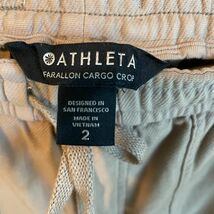 ATHLETA
FARALLON CARGO CROP
DESIGNED IN
SAN FRANCISCO
MADE IN
VIETNAM
2